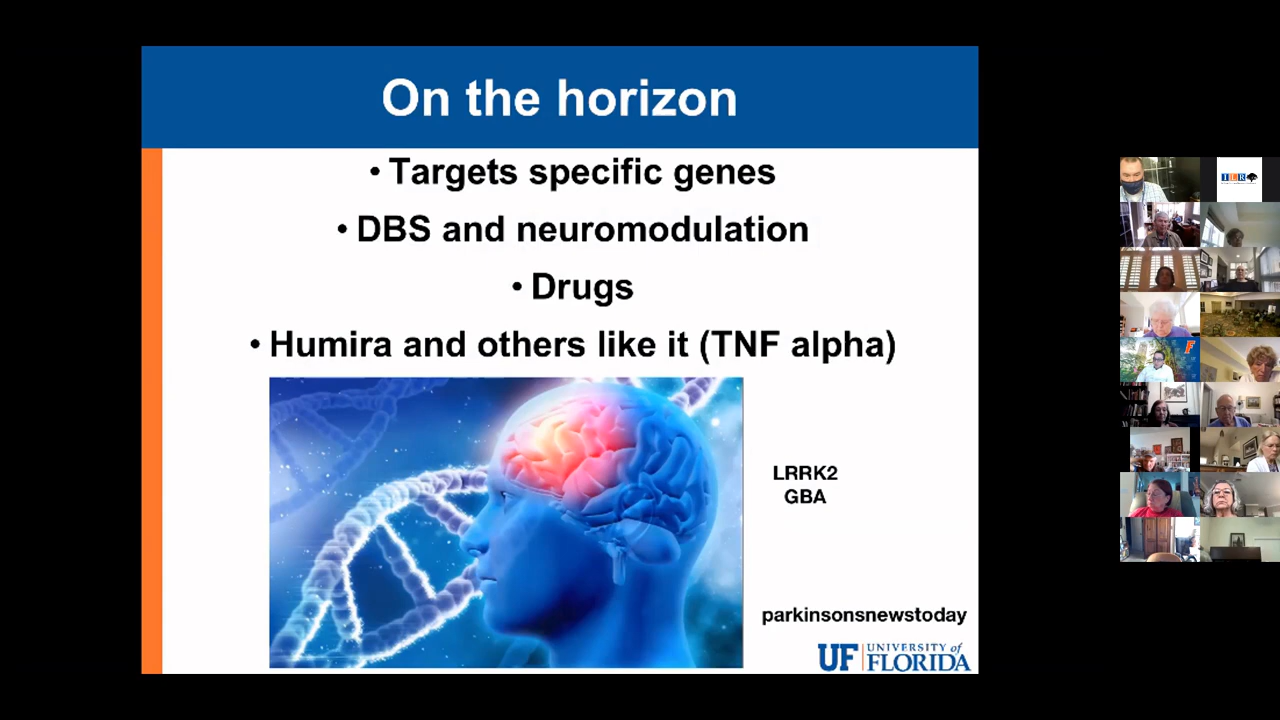 On the horizon
• Targets specific genes
• DBS and neuromodulation
• Drugs
• Humira and others like it (TNF alpha)
LRRK2
GBA
parkinsonsnewstoday
UF UNIVERSITY of FLORIDA
ILR
F